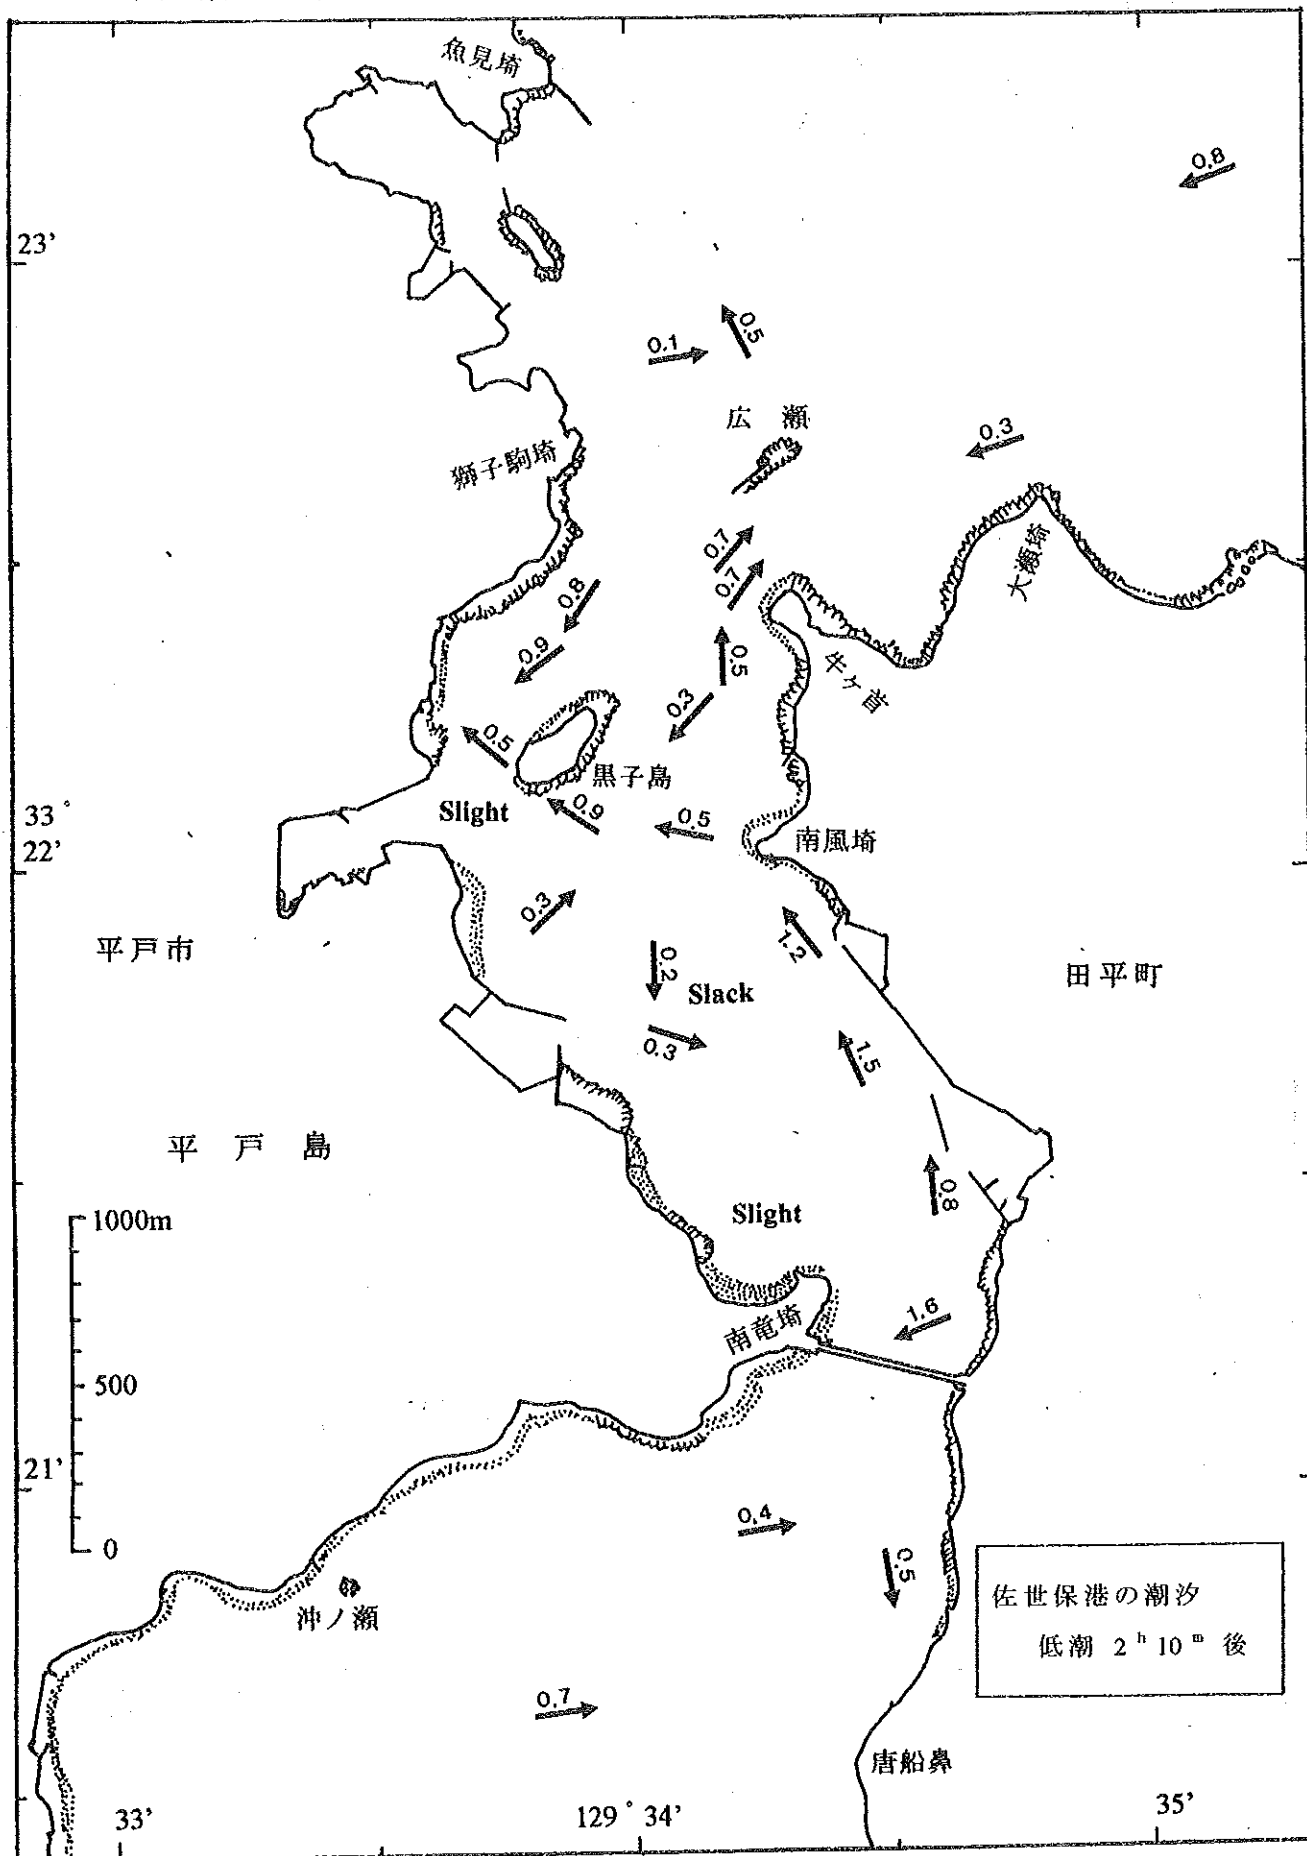 魚見埼
0.8
23'
0.5
0.1
広 瀬
0.3
獅子駒埼
0.7
大瀬埼
0.7
0.8
0.9
0.5
牛ヶ首
0.3
0.5
黒子島
Slight
0.9
0.5
33°
22'
南風埼
0.3
1.2
平戸市
0.2
田平町
Slack
0.3
1.5
平 戸 島
0.8
Slight
1000m
1.6
南竜埼
500
21'
0.4
0
0.5
佐世保港の潮汐
低潮 2ʰ10ᵐ 後
沖ノ瀬
0.7
唐船鼻
33'
129° 34'
35'